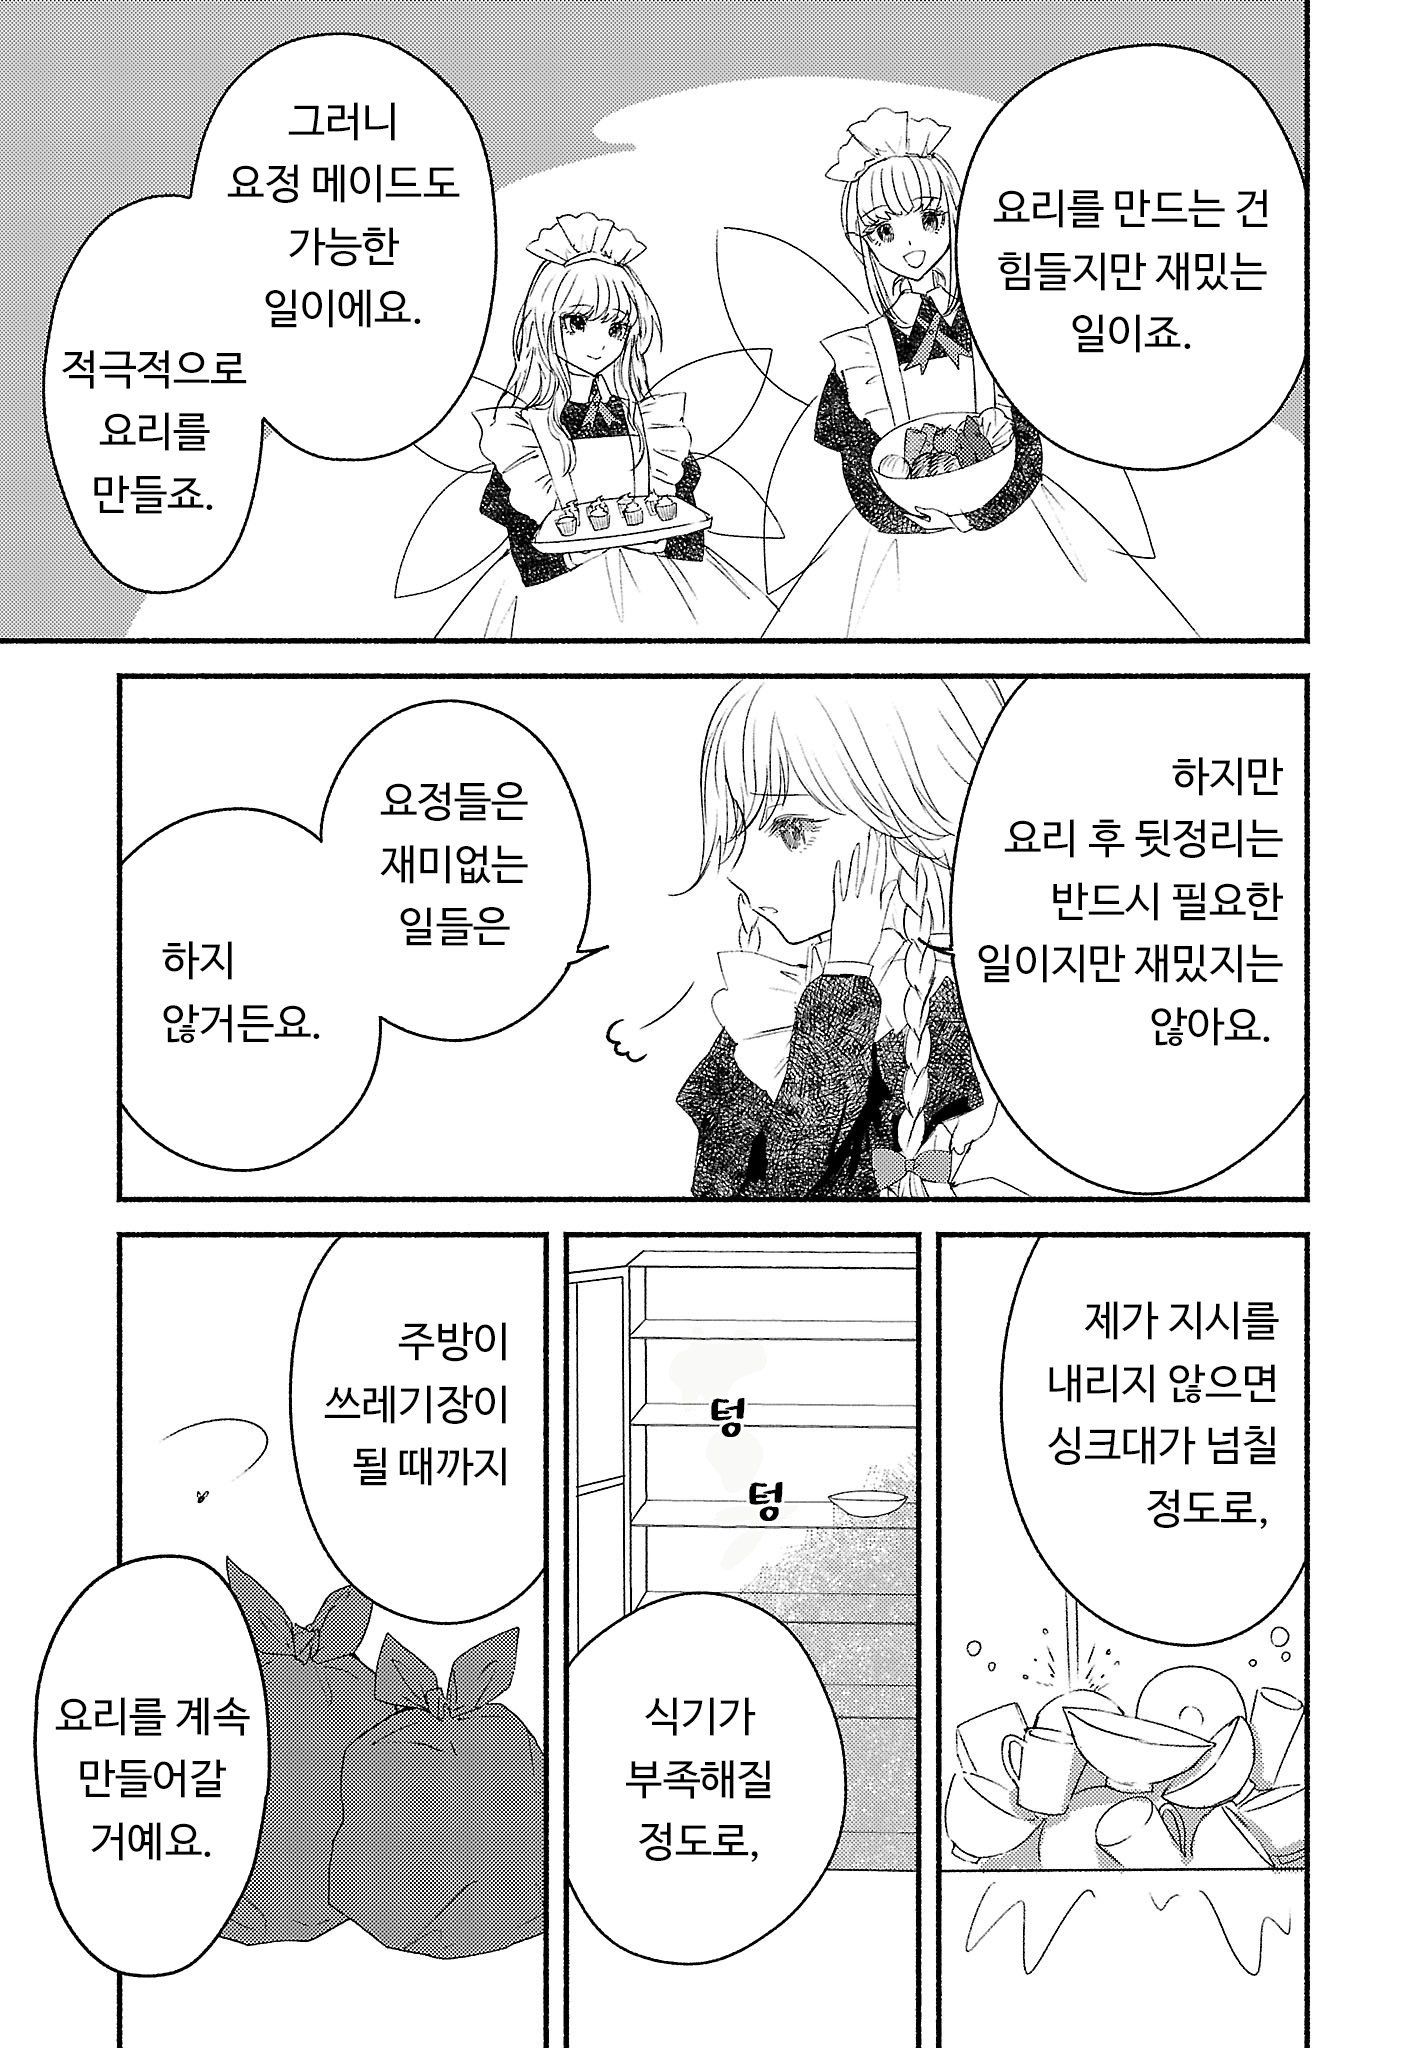 요리를 만드는 건
힘들지만 재밌는
일이죠.
그러니
요정 메이드도
가능한
일이에요.
적극적으로
요리를
만들죠.
하지만
요리 후 뒷정리는
반드시 필요한
일이지만 재밌지는
않아요.
요정들은
재미없는
일들은
하지
않거든요.
제가 지시를
내리지 않으면
싱크대가 넘칠
정도로,
텅
텅
식기가
부족해질
정도로,
주방이
쓰레기장이
될 때까지
요리를 계속
만들어갈
거예요.